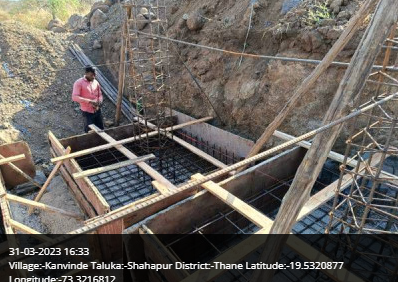 31-03-2023 16:33
Village:-Kanvinde Taluka:-Shahapur District:-Thane Latitude:-19.5320877
Longitude:-73.3216812